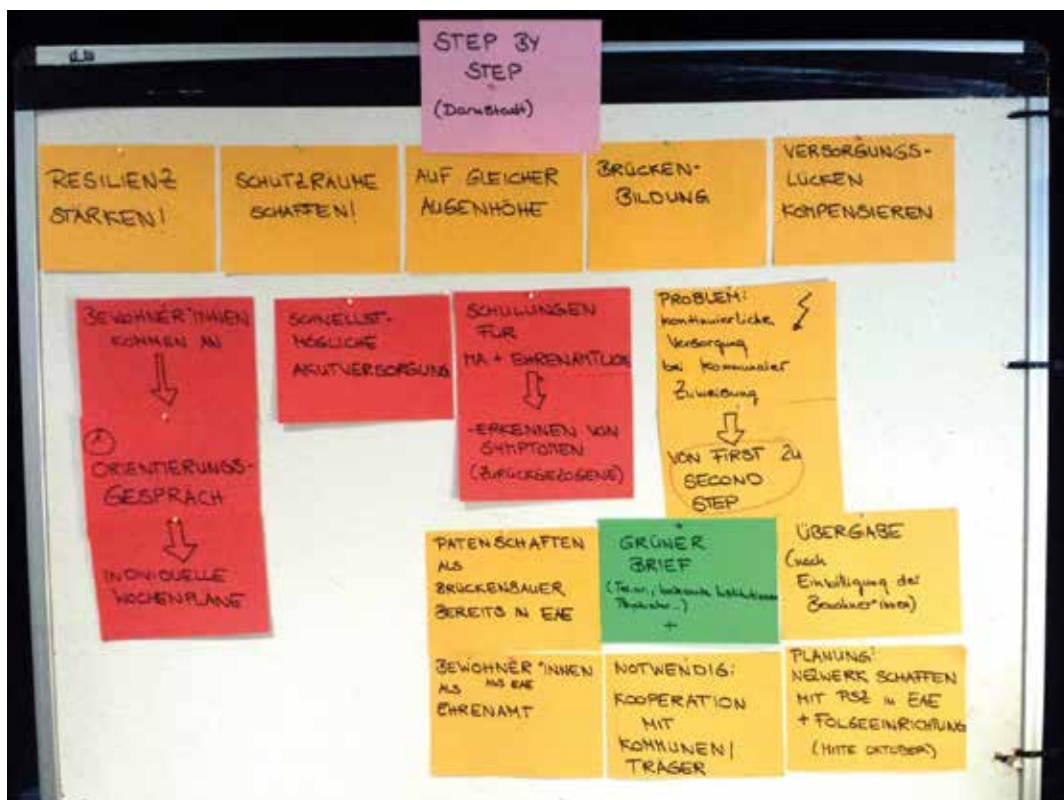 STEP BY
STEP
(Darmstadt)
RESILIENZ
STÄRKEN!
SCHUTZRÄUME
SCHAFFEN!
AUF GLEICHER
AUGENHÖHE
BRÜCKEN-
BILDUNG
VERSORGUNGS-
LÜCKEN
KOMPENSIEREN
BEWOHNER*INNEN
KOMMEN AN
ORIENTIERUNGS-
GESPRÄCH
INDIVIDUELLE
WOCHENPLÄNE
SCHNELLST-
MÖGLICHE
AKUTVERSORGUNG
SCHULUNGEN
FÜR
MA + EHRENAMTLICHE
-ERKENNEN VON
SYMPTOMEN
(ZURÜCKGEZOGENE)
PROBLEM:
kontinuierliche
Versorgung
bei kommunaler
Zuweisung
VON FIRST ZU
SECOND
STEP
PATENSCHAFTEN
ALS
BRÜCKENBAUER
BEREITS IN EAE
GRÜNER
BRIEF
+
ÜBERGABE
(nach
Einwilligung der
Bewohner*innen)
BEWOHNER*INNEN
ALS AUS EAE
EHRENAMT
NOTWENDIG:
KOOPERATION
MIT
KOMMUNEN/
TRÄGER
PLANUNG:
NEZWERK SCHAFFEN
MIT PSZ in EAE
+ FOLGEEINRICHTUNG
(MITTE OKTOBER)